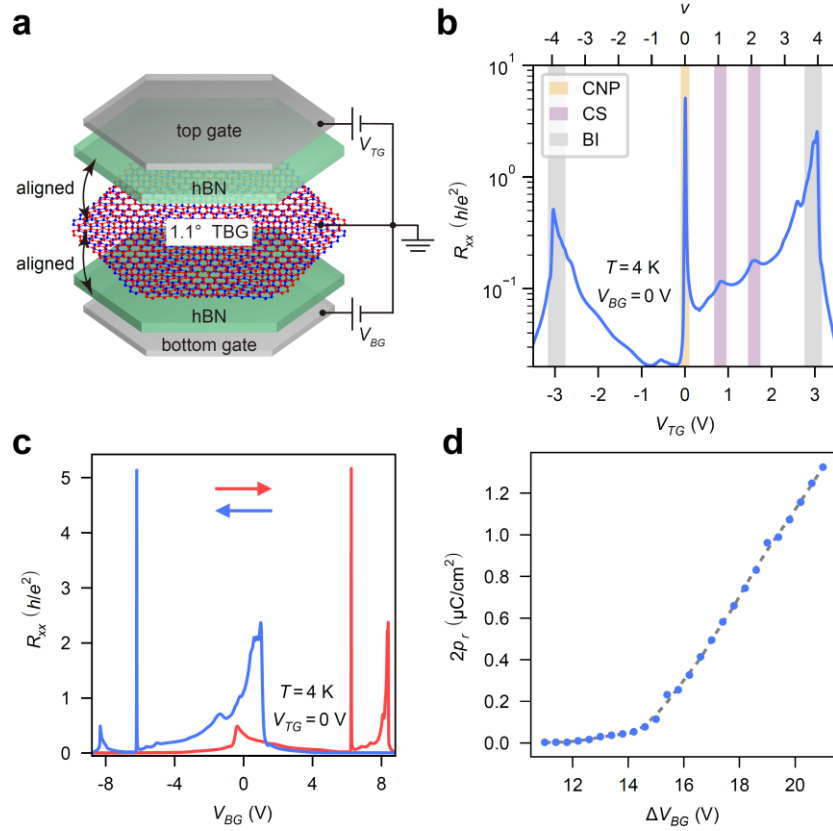 a
top gate
V_TG
aligned
hBN
1.1° TBG
aligned
hBN
V_BG
bottom gate
b
ν
−4 −3 −2 −1 0 1 2 3 4
CNP
CS
BI
T = 4 K
V_BG = 0 V
R_xx (h/e²)
10¹
10⁰
10⁻¹
−3 −2 −1 0 1 2 3
V_TG (V)
c
R_xx (h/e²)
5
4
3
2
1
0
T = 4 K
V_TG = 0 V
−8 −4 0 4 8
V_BG (V)
d
2p_r (μC/cm²)
1.2
1.0
0.8
0.6
0.4
0.2
0.0
12 14 16 18 20
ΔV_BG (V)